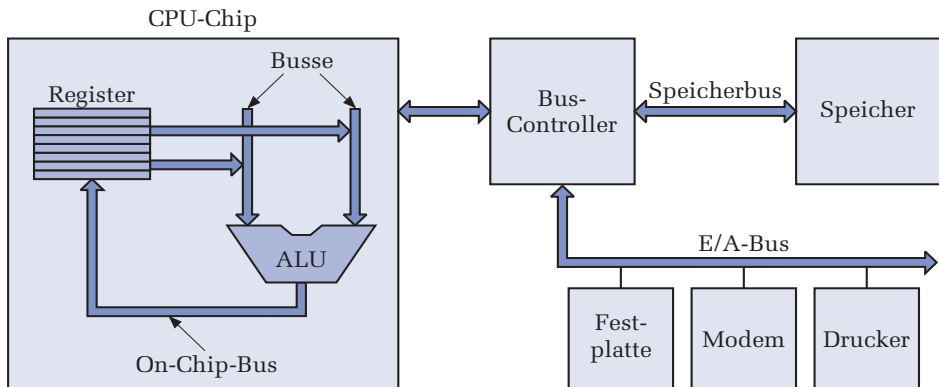 CPU-Chip
Busse
Register
ALU
On-Chip-Bus
Bus-
Controller
Speicherbus
Speicher
E/A-Bus
Fest-
platte
Modem
Drucker